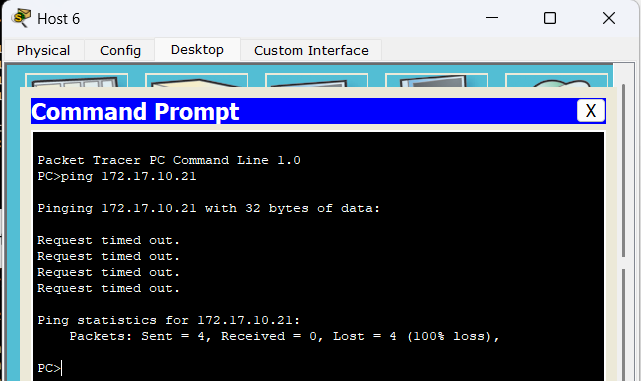 Host 6
Physical Config Desktop Custom Interface
Command Prompt X
Packet Tracer PC Command Line 1.0
PC>ping 172.17.10.21
Pinging 172.17.10.21 with 32 bytes of data:
Request timed out.
Request timed out.
Request timed out.
Request timed out.
Ping statistics for 172.17.10.21:
Packets: Sent = 4, Received = 0, Lost = 4 (100% loss),
PC>